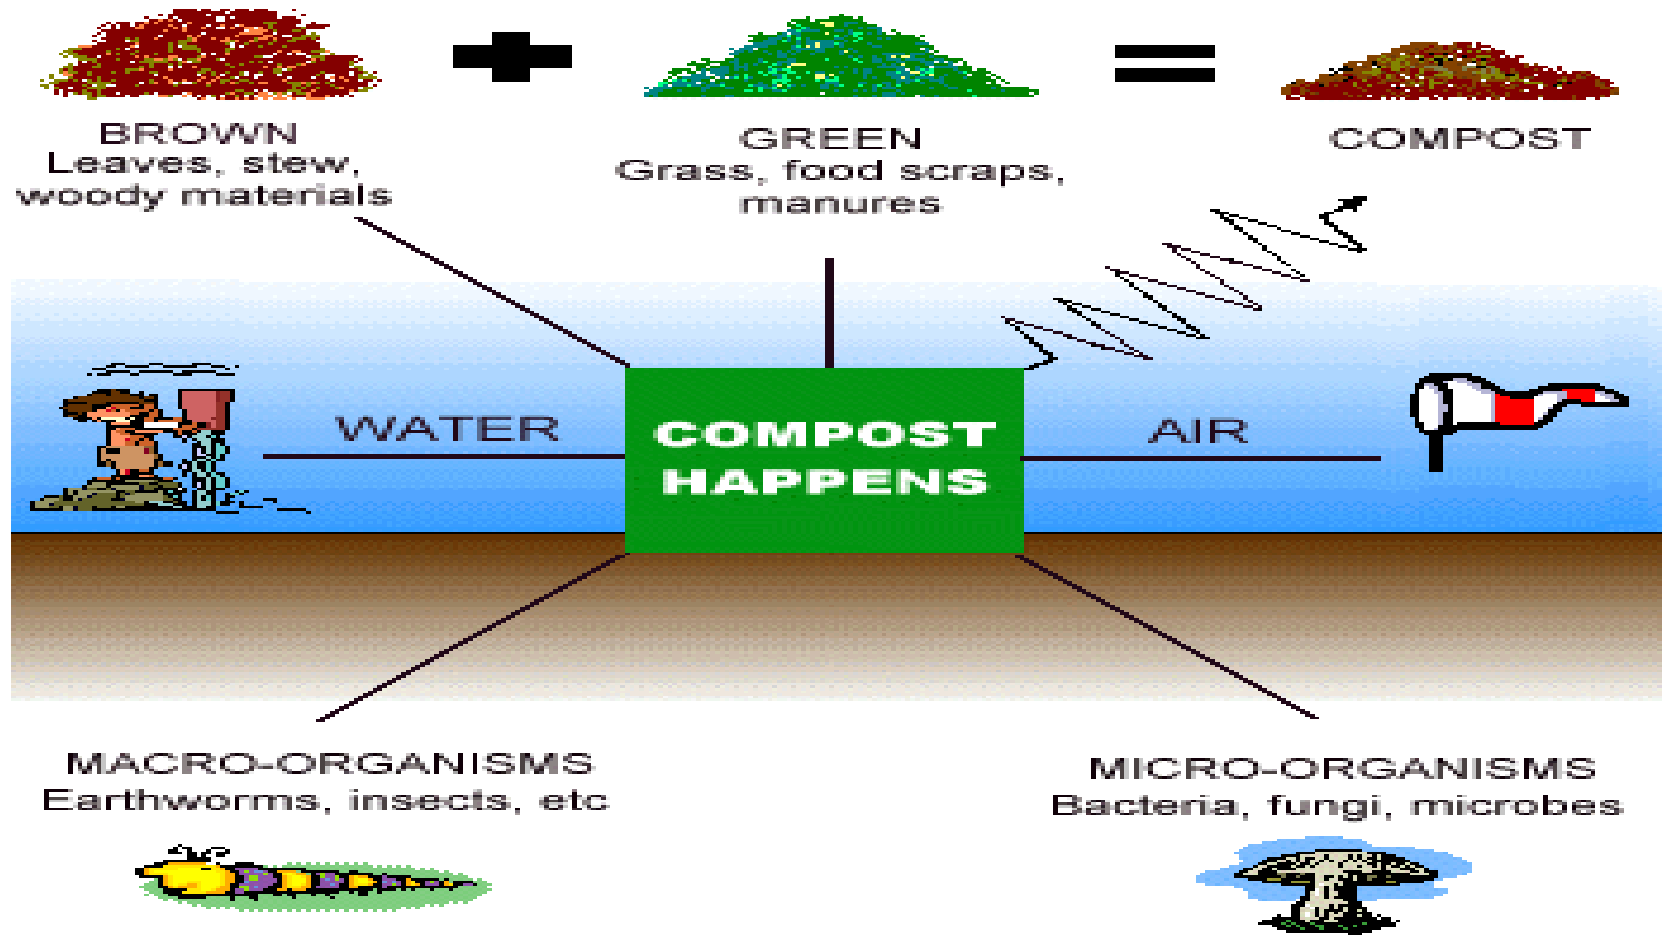 BROWN
Leaves, stew,
woody materials
GREEN
Grass, food scraps,
manures
COMPOST
WATER
COMPOST
HAPPENS
AIR
MACRO-ORGANISMS
Earthworms, insects, etc
MICRO-ORGANISMS
Bacteria, fungi, microbes